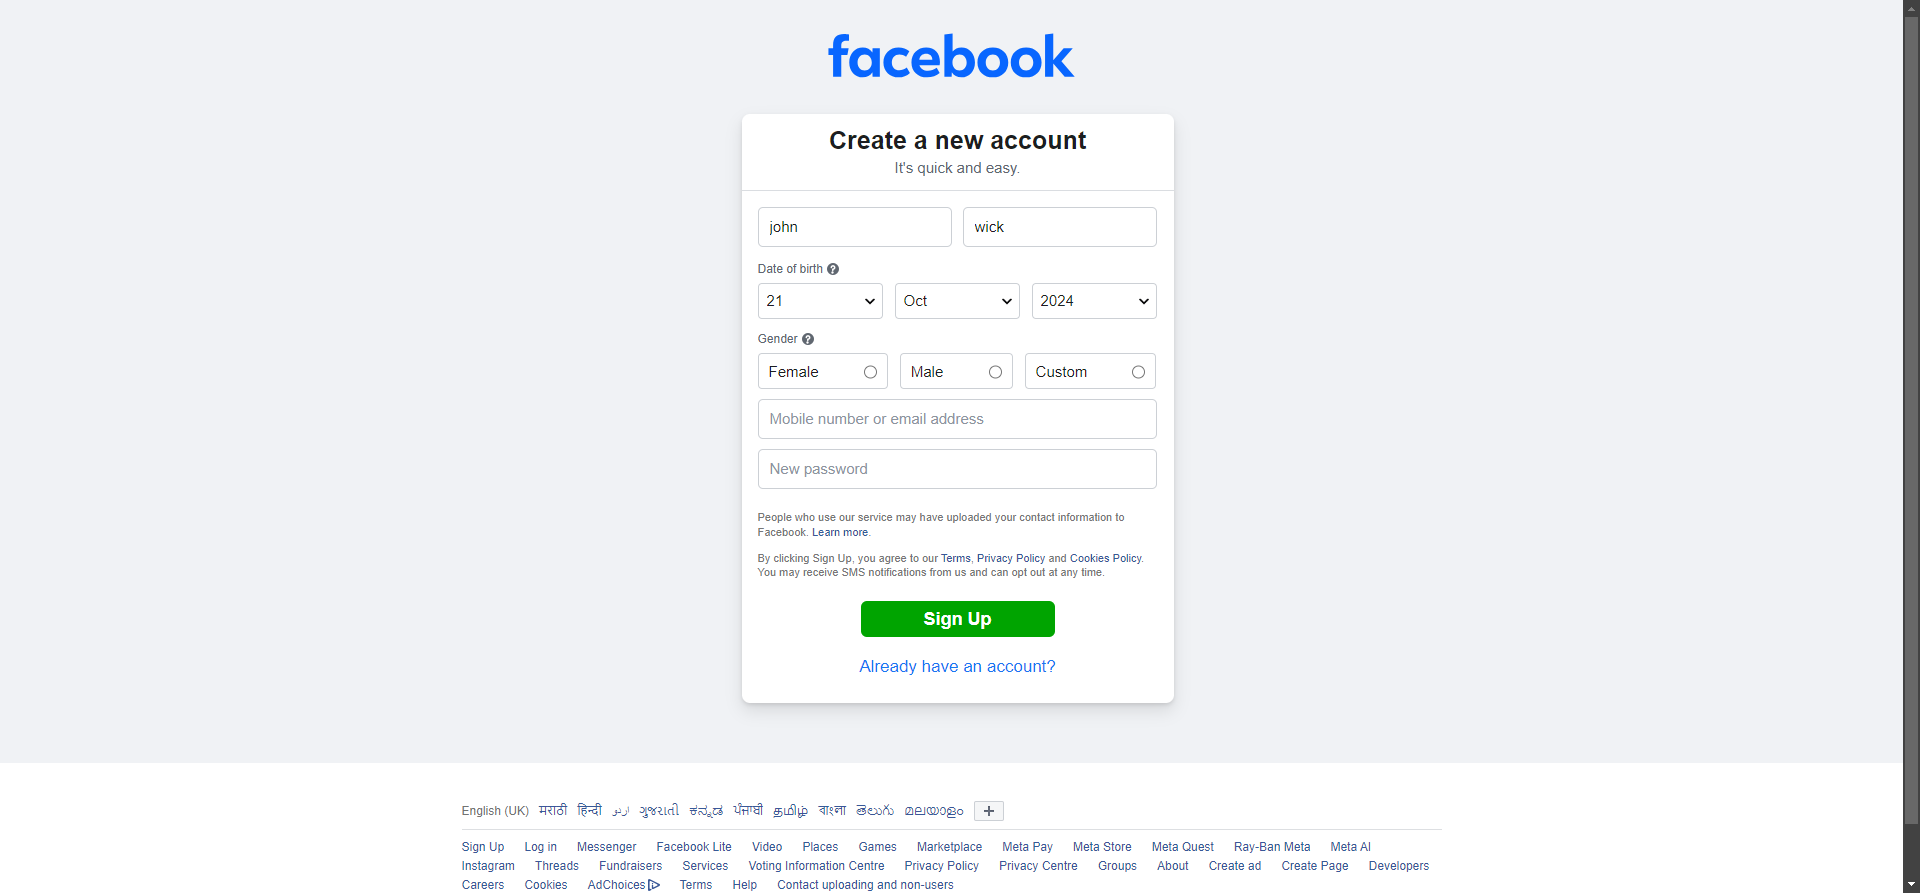 facebook
Create a new account
It's quick and easy.
john wick
Date of birth ?
21 Oct 2024
Gender ?
Female Male Custom
Mobile number or email address
New password
People who use our service may have uploaded your contact information to
Facebook. Learn more.
By clicking Sign Up, you agree to our Terms, Privacy Policy and Cookies Policy.
You may receive SMS notifications from us and can opt out at any time.
Sign Up
Already have an account?
English (UK) मराठी हिन्दी اردو ગુજરાતી ಕನ್ನಡ ਪੰਜਾਬੀ தமிழ் বাংলা తెలుగు മലയാളം +
Sign Up Log in Messenger Facebook Lite Video Places Games Marketplace Meta Pay Meta Store Meta Quest Ray-Ban Meta Meta AI
Instagram Threads Fundraisers Services Voting Information Centre Privacy Policy Privacy Centre Groups About Create ad Create Page Developers
Careers Cookies AdChoices Terms Help Contact uploading and non-users